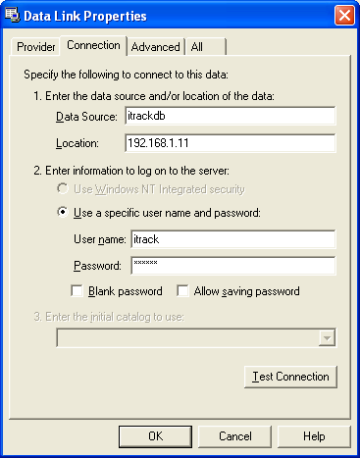 Data Link Properties
Provider Connection Advanced All
Specify the following to connect to this data:
1. Enter the data source and/or location of the data:
Data Source: itrackdb
Location: 192.168.1.11
2. Enter information to log on to the server:
Use Windows NT Integrated security
Use a specific user name and password:
User name: itrack
Password: ******
Blank password Allow saving password
3. Enter the initial catalog to use:
Test Connection
OK Cancel Help